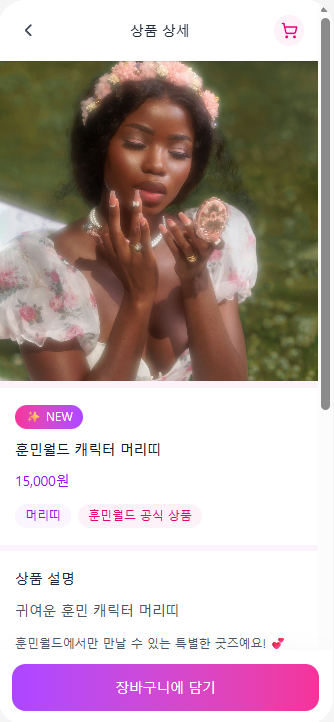 상품 상세
✨ NEW
훈민월드 캐릭터 머리띠
15,000원
머리띠 훈민월드 공식 상품
상품 설명
귀여운 훈민 캐릭터 머리띠
훈민월드에서만 만날 수 있는 특별한 굿즈예요! 💕
장바구니에 담기